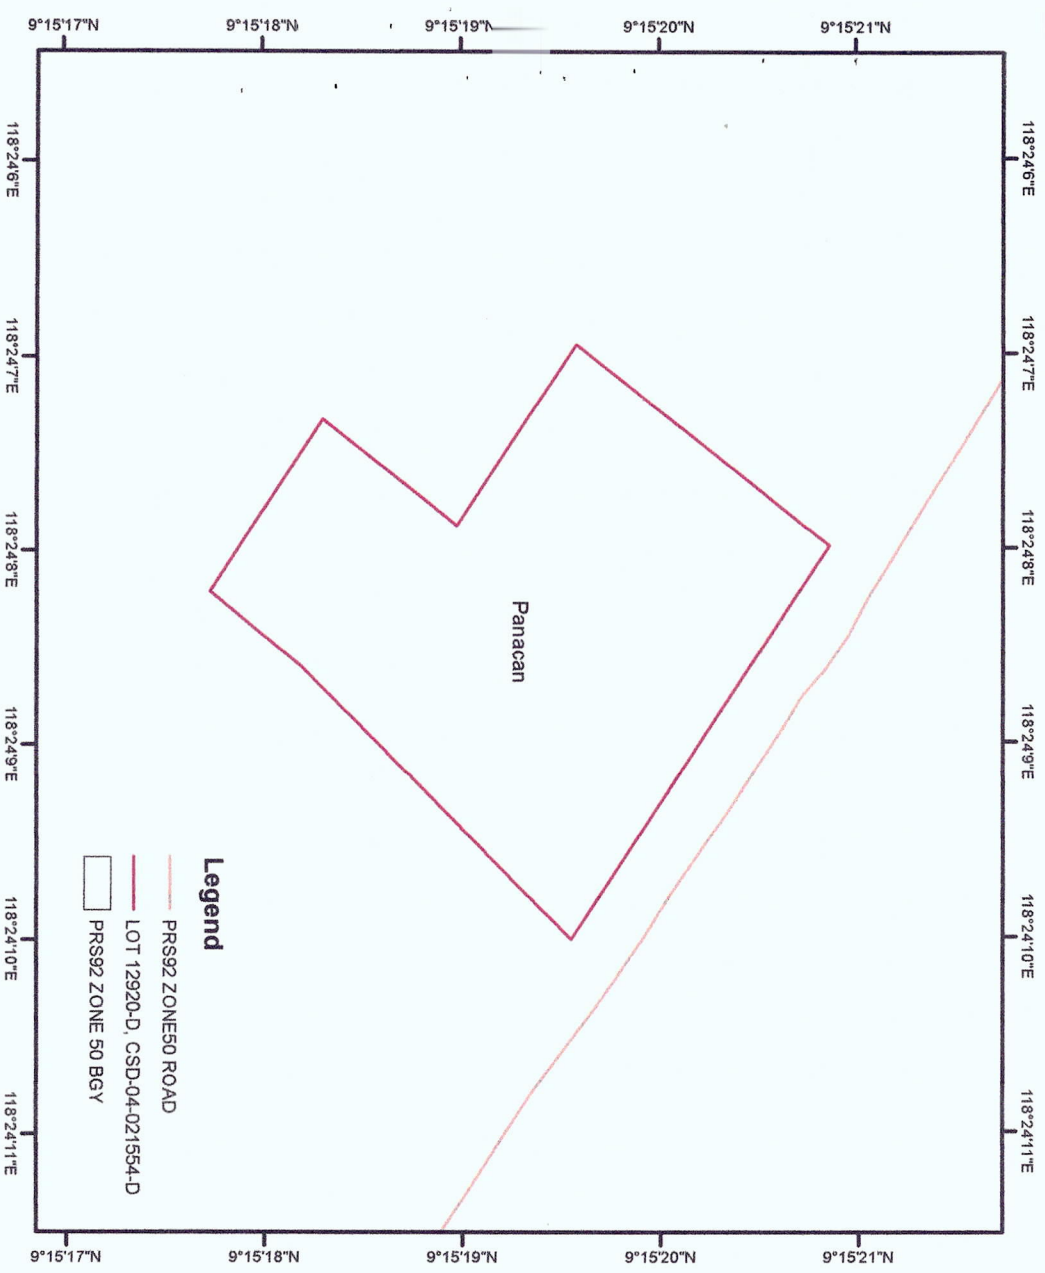 9°15'17"N
9°15'18"N
9°15'19"N
9°15'20"N
9°15'21"N
118°24'6"E
118°24'7"E
118°24'8"E
118°24'9"E
118°24'10"E
118°24'11"E
118°24'6"E
118°24'7"E
118°24'8"E
118°24'9"E
118°24'10"E
118°24'11"E
Panacan
Legend
PRS92 ZONE50 ROAD
LOT 12920-D, CSD-04-021554-D
PRS92 ZONE 50 BGY
9°15'17"N
9°15'18"N
9°15'19"N
9°15'20"N
9°15'21"N